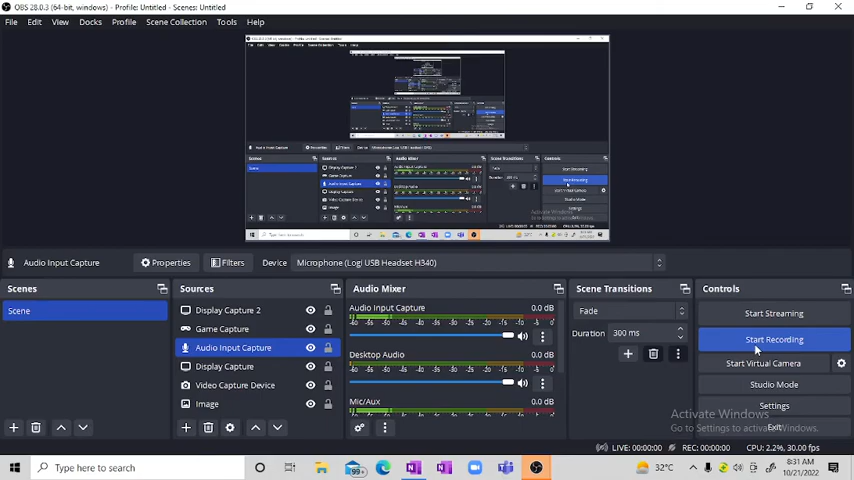 OBS 28.0.3 (64-bit, windows) - Profile: Untitled - Scenes: Untitled
File Edit View Docks Profile Scene Collection Tools Help
Audio Input Capture Properties Filters Device Microphone (Logi USB Headset H340)
Scenes Sources Audio Mixer Scene Transitions Controls
Scene
Display Capture 2
Game Capture
Audio Input Capture
Display Capture
Video Capture Device
Image
Audio Input Capture 0.0 dB
-60 -55 -50 -45 -40 -35 -30 -25 -20 -15 -10 -5 0
Desktop Audio 0.0 dB
-60 -55 -50 -45 -40 -35 -30 -25 -20 -15 -10 -5 0
Mic/Aux 0.0 dB
Fade
Duration 300 ms
Start Streaming
Start Recording
Start Virtual Camera
Studio Mode
Settings
Exit
Activate Windows
Go to Settings to activate Windows.
LIVE: 00:00:00 REC: 00:00:00 CPU: 2.2%, 30.00 fps
Type here to search
99+
32°C
8:31 AM
10/21/2022